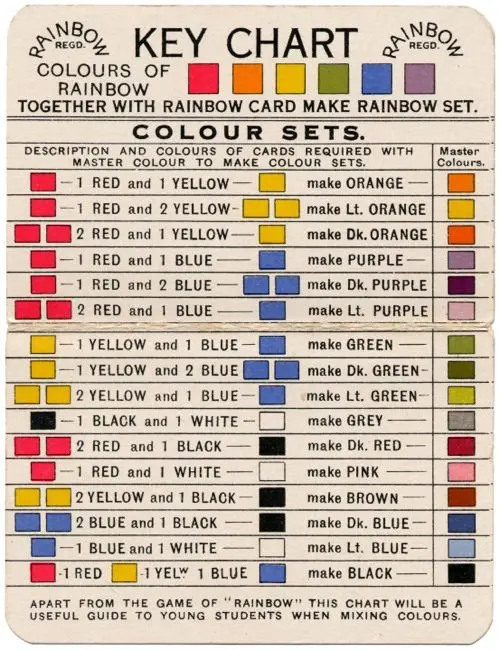 RAINBOW REGD. KEY CHART RAINBOW REGD.
COLOURS OF
RAINBOW
TOGETHER WITH RAINBOW CARD MAKE RAINBOW SET.
COLOUR SETS.
DESCRIPTION AND COLOURS OF CARDS REQUIRED WITH
MASTER COLOUR TO MAKE COLOUR SETS.
Master
Colours.
1 RED and 1 YELLOW make ORANGE
1 RED and 2 YELLOW make Lt. ORANGE
2 RED and 1 YELLOW make Dk. ORANGE
1 RED and 1 BLUE make PURPLE
1 RED and 2 BLUE make Dk. PURPLE
2 RED and 1 BLUE make Lt. PURPLE
1 YELLOW and 1 BLUE make GREEN
1 YELLOW and 2 BLUE make Dk. GREEN
2 YELLOW and 1 BLUE make Lt. GREEN
1 BLACK and 1 WHITE make GREY
2 RED and 1 BLACK make Dk. RED
1 RED and 1 WHITE make PINK
2 YELLOW and 1 BLACK make BROWN
2 BLUE and 1 BLACK make Dk. BLUE
1 BLUE and 1 WHITE make Lt. BLUE
1 RED 1 YELW 1 BLUE make BLACK
APART FROM THE GAME OF "RAINBOW" THIS CHART WILL BE A
USEFUL GUIDE TO YOUNG STUDENTS WHEN MIXING COLOURS.